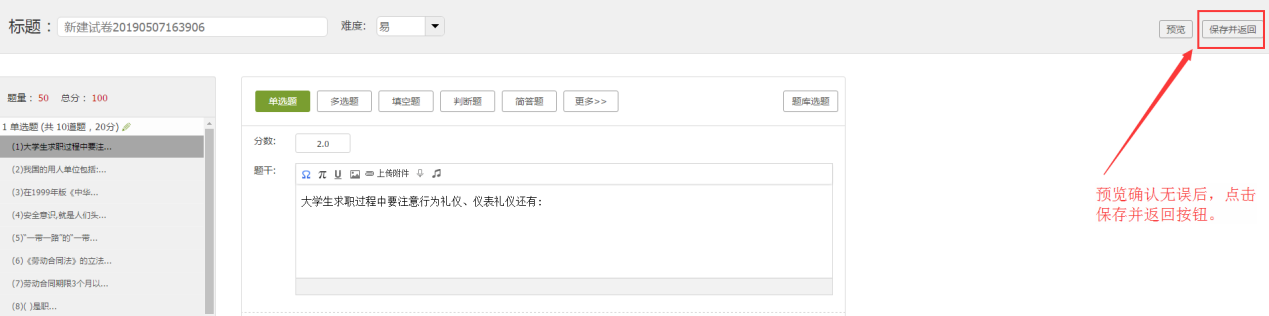 标题：新建试卷20190507163906 难度: 易 预览 保存并返回
题量：50 总分：100
单选题 多选题 填空题 判断题 简答题 更多>> 题库选题
1 单选题 (共 10道题，20分)
(1)大学生求职过程中要注...
(2)我国的用人单位包括:...
(3)在1999年版《中华...
(4)安全意识,就是人们头...
(5)"一带一路"的"一带...
(6)《劳动合同法》的立法...
(7)劳动合同期限3个月以...
(8)( )是职...
分数: 2.0
题干: Ω π U 上传附件
大学生求职过程中要注意行为礼仪、仪表礼仪还有:
预览确认无误后，点击
保存并返回按钮。